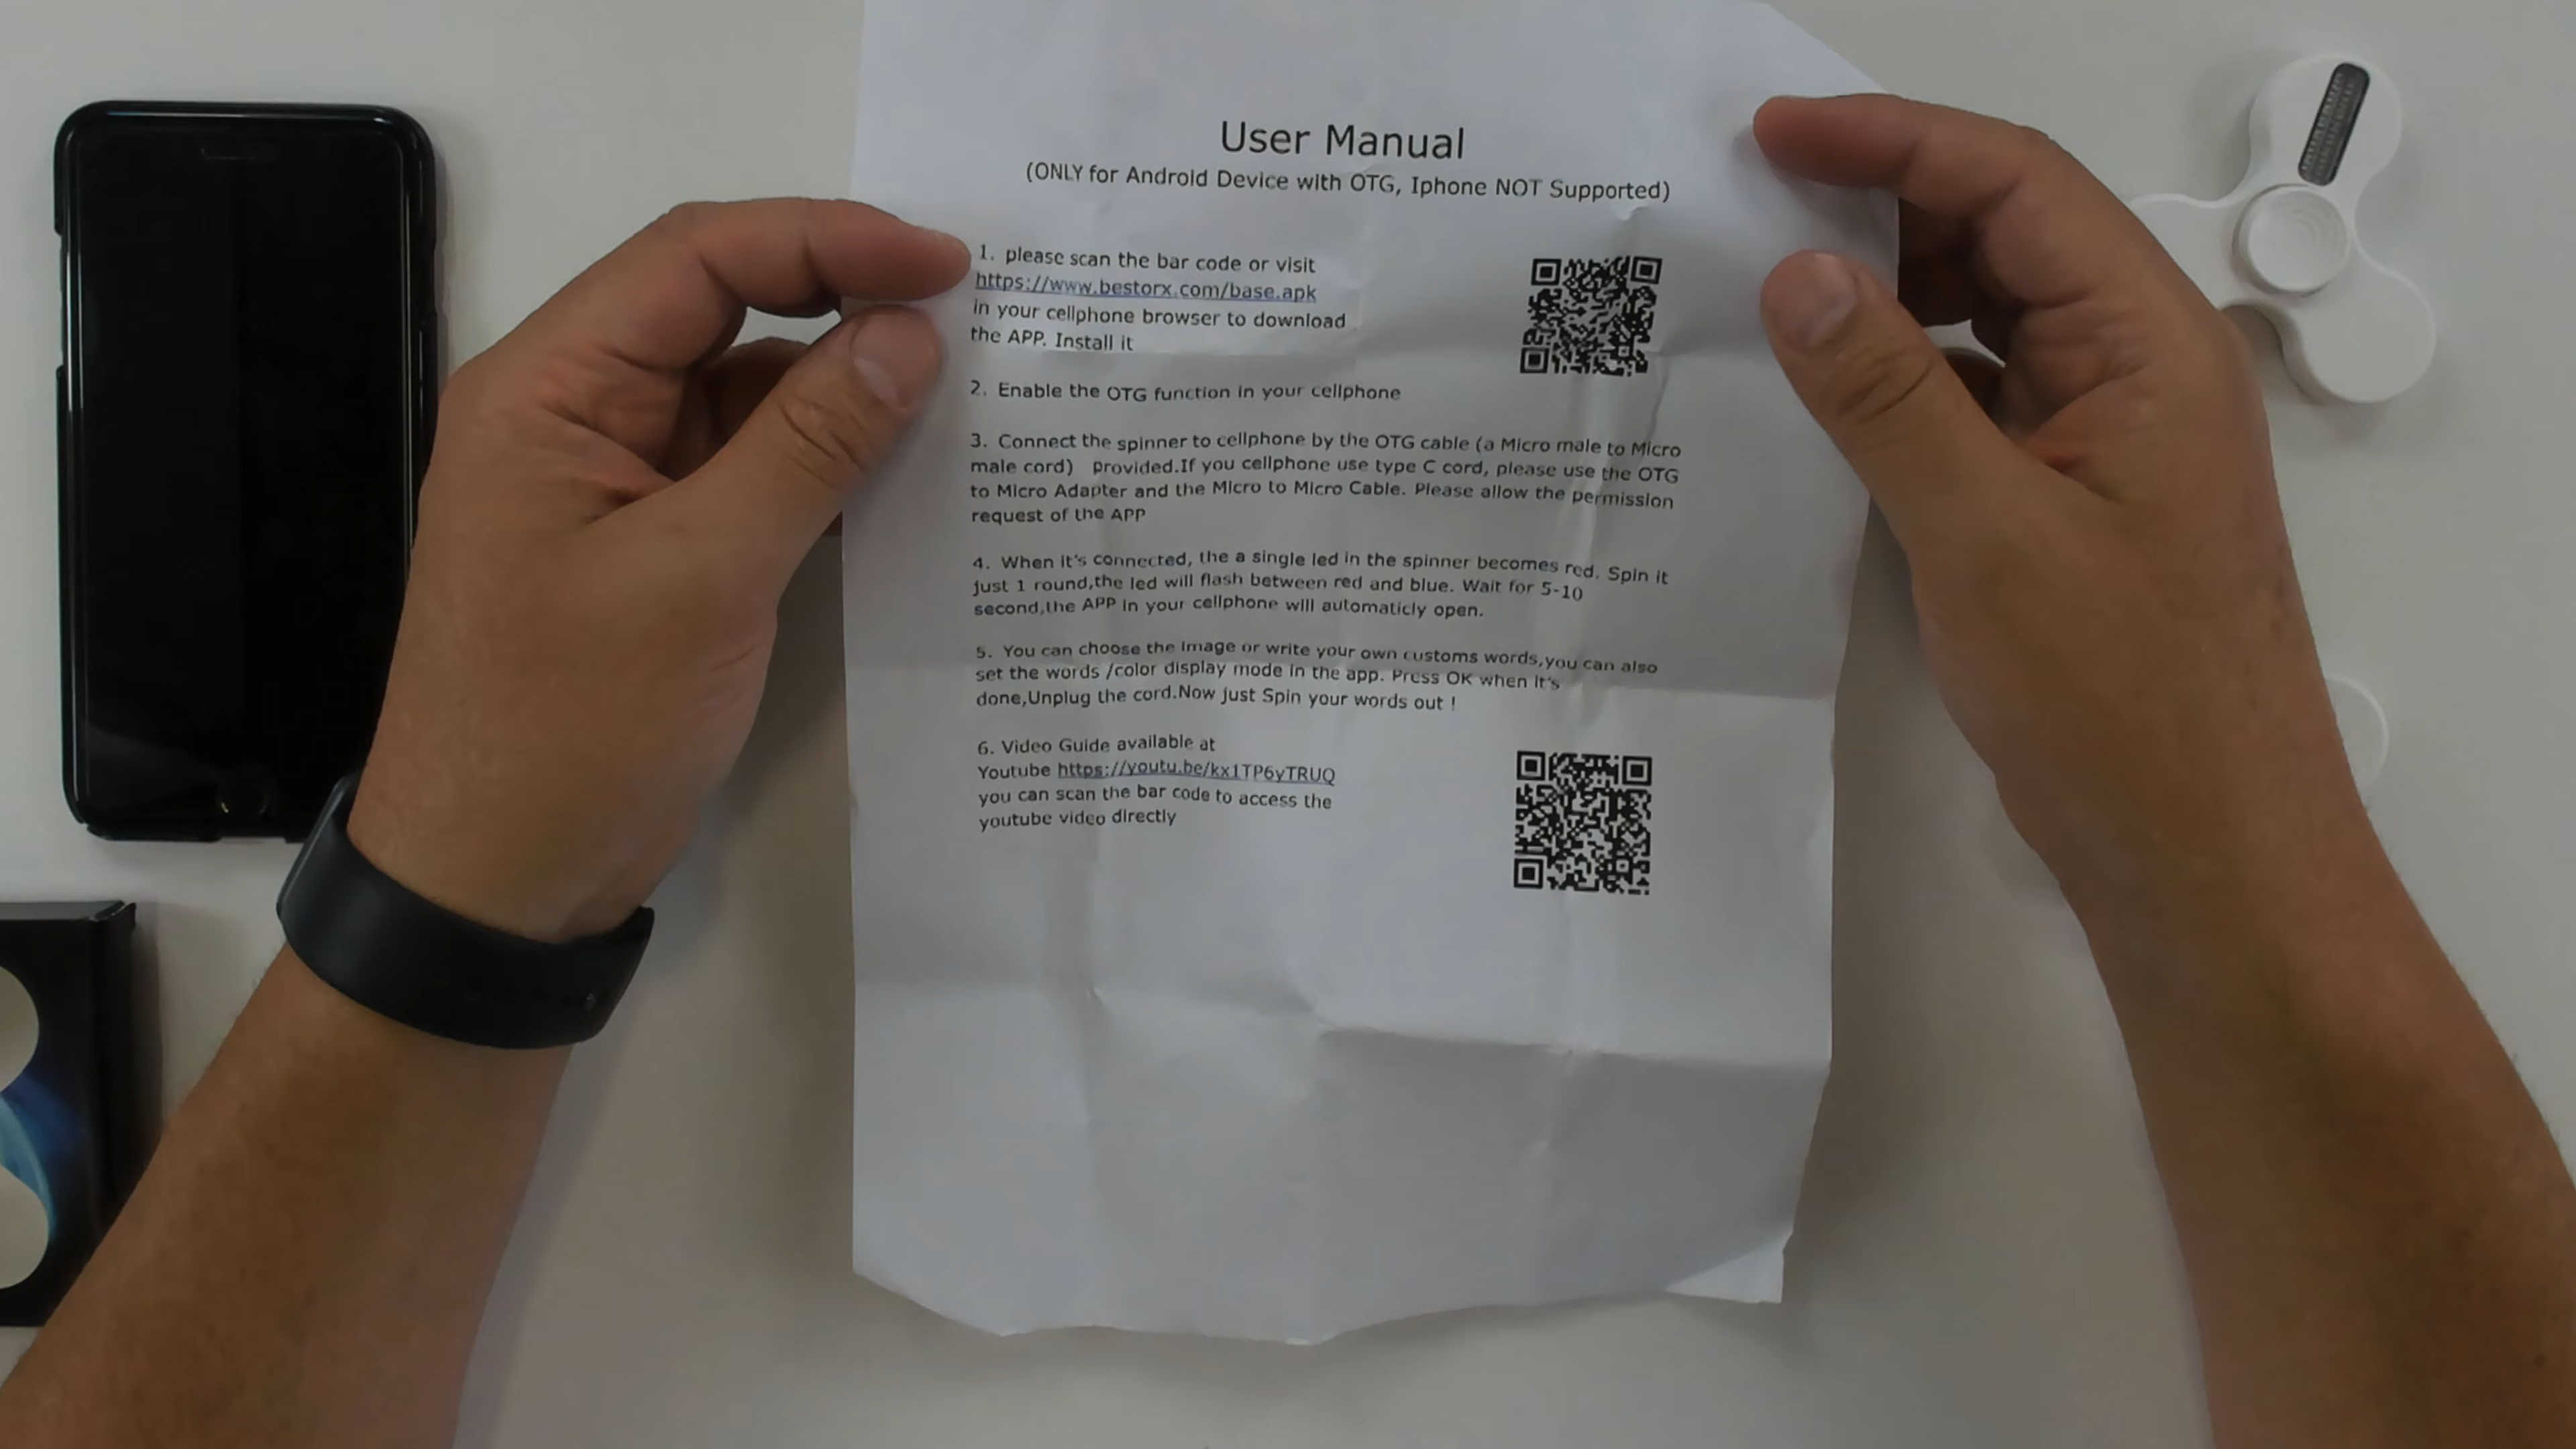 User Manual
(ONLY for Android Device with OTG, Iphone NOT Supported)
1. please scan the bar code or visit
https://www.bestorx.com/base.apk
in your cellphone browser to download
the APP. Install it
2. Enable the OTG function in your cellphone
3. Connect the spinner to cellphone by the OTG cable (a Micro male to Micro
male cord) provided.If you cellphone use type C cord, please use the OTG
to Micro Adapter and the Micro to Micro Cable. Please allow the permission
request of the APP
4. When it's connected, the a single led in the spinner becomes red. Spin it
just 1 round,the led will flash between red and blue. Wait for 5-10
second,the APP in your cellphone will automaticly open.
5. You can choose the image or write your own customs words,you can also
set the words /color display mode in the app. Press OK when it's
done,Unplug the cord.Now just Spin your words out !
6. Video Guide available at
Youtube https://youtu.be/kx1TP6yTRUQ
you can scan the bar code to access the
youtube video directly